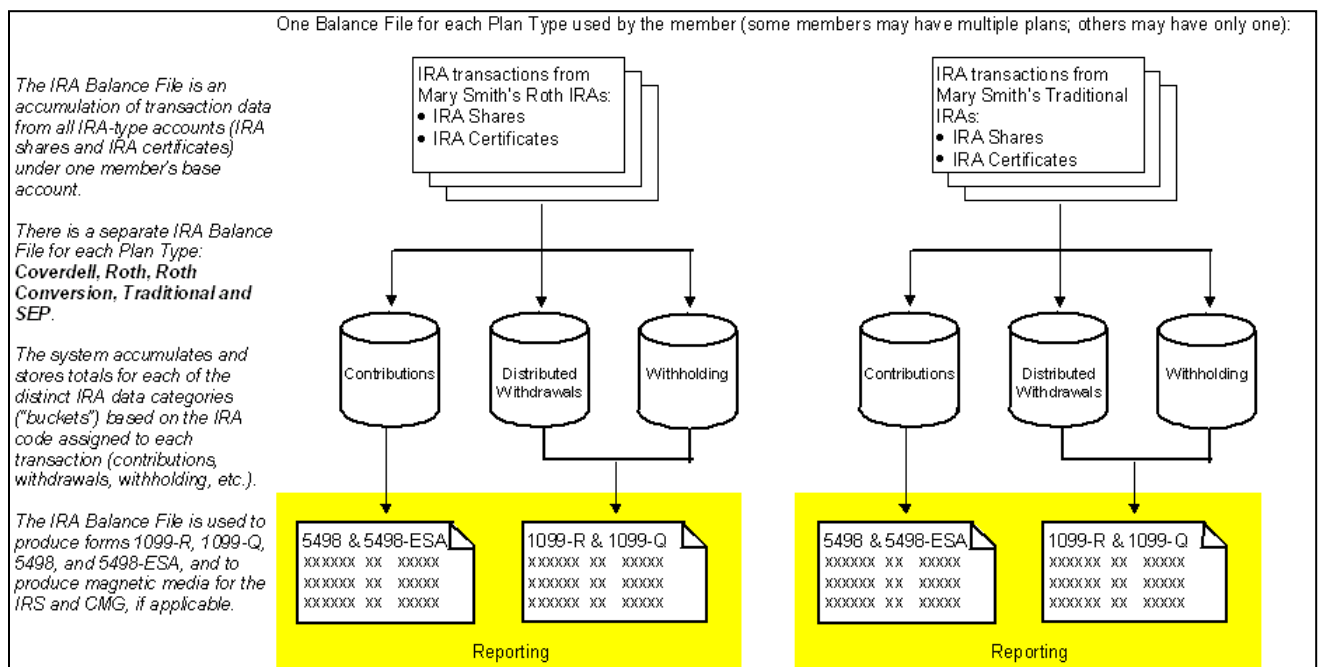 One Balance File for each Plan Type used by the member (some members may have multiple plans; others may have only one):
The IRA Balance File is an
accumulation of transaction data
from all IRA-type accounts (IRA
shares and IRA certificates)
under one member's base
account.
There is a separate IRA Balance
File for each Plan Type:
Coverdell, Roth, Roth
Conversion, Traditional and
SEP.
The system accumulates and
stores totals for each of the
distinct IRA data categories
("buckets") based on the IRA
code assigned to each
transaction (contributions,
withdrawals, withholding, etc.).
The IRA Balance File is used to
produce forms 1099-R, 1099-Q,
5498, and 5498-ESA, and to
produce magnetic media for the
IRS and CMG, if applicable.
IRA transactions from
Mary Smith's Roth IRAs:
• IRA Shares
• IRA Certificates
Contributions
Distributed
Withdrawals
Withholding
5498 & 5498-ESA
xxxxxx xx xxxxx
xxxxxx xx xxxxx
xxxxxx xx xxxxx
1099-R & 1099-Q
xxxxxx xx xxxxx
xxxxxx xx xxxxx
xxxxxx xx xxxxx
Reporting
IRA transactions from
Mary Smith's Traditional
IRAs:
• IRA Shares
• IRA Certificates
Contributions
Distributed
Withdrawals
Withholding
5498 & 5498-ESA
xxxxxx xx xxxxx
xxxxxx xx xxxxx
xxxxxx xx xxxxx
1099-R & 1099-Q
xxxxxx xx xxxxx
xxxxxx xx xxxxx
xxxxxx xx xxxxx
Reporting